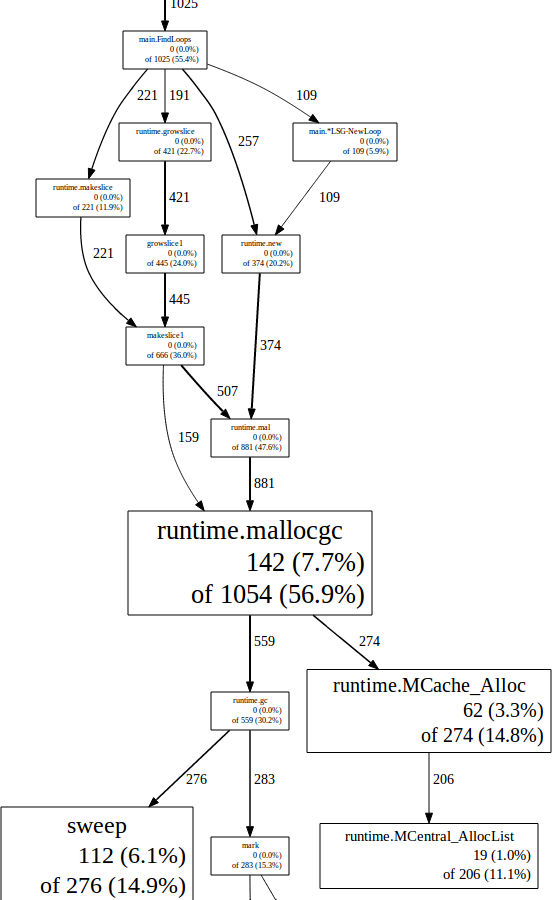 1025
main.FindLoops
0 (0.0%)
of 1025 (55.4%)
221
191
109
257
runtime.growslice
0 (0.0%)
of 421 (22.7%)
main.*LSG-NewLoop
0 (0.0%)
of 109 (5.9%)
runtime.makeslice
0 (0.0%)
of 221 (11.9%)
421
109
growslice1
0 (0.0%)
of 445 (24.0%)
runtime.new
0 (0.0%)
of 374 (20.2%)
221
445
makeslice1
0 (0.0%)
of 666 (36.0%)
374
507
159
runtime.mal
0 (0.0%)
of 881 (47.6%)
881
runtime.mallocgc
142 (7.7%)
of 1054 (56.9%)
559
274
runtime.MCache_Alloc
62 (3.3%)
of 274 (14.8%)
runtime.gc
0 (0.0%)
of 559 (30.2%)
276
283
206
sweep
112 (6.1%)
of 276 (14.9%)
mark
0 (0.0%)
of 283 (15.3%)
runtime.MCentral_AllocList
19 (1.0%)
of 206 (11.1%)